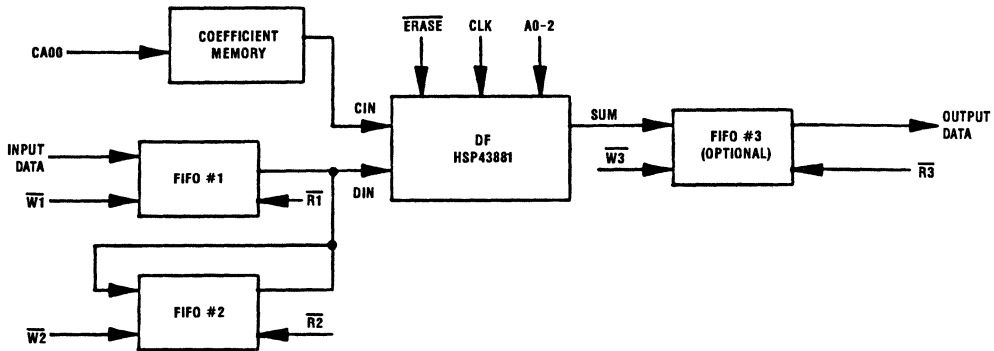 ERASE CLK A0-2
COEFFICIENT
MEMORY
CA00
CIN
SUM
DF
HSP43881
OUTPUT
DATA
FIFO #3
(OPTIONAL)
INPUT
DATA
FIFO #1
DIN
W3
R3
W1
R1
FIFO #2
W2
R2